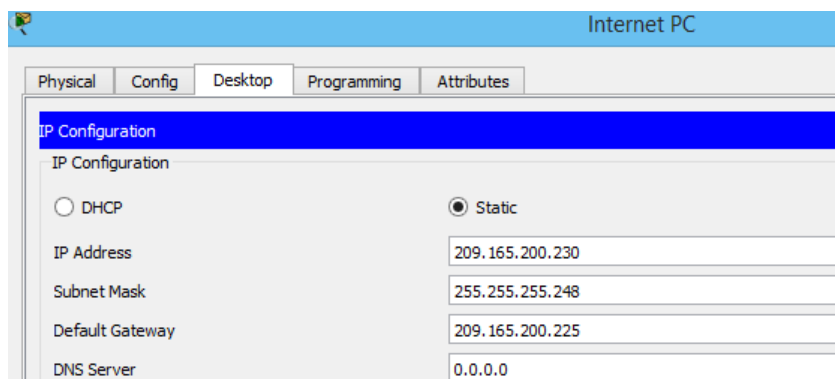 Internet PC
Physical Config Desktop Programming Attributes
IP Configuration
IP Configuration
DHCP Static
IP Address 209.165.200.230
Subnet Mask 255.255.255.248
Default Gateway 209.165.200.225
DNS Server 0.0.0.0